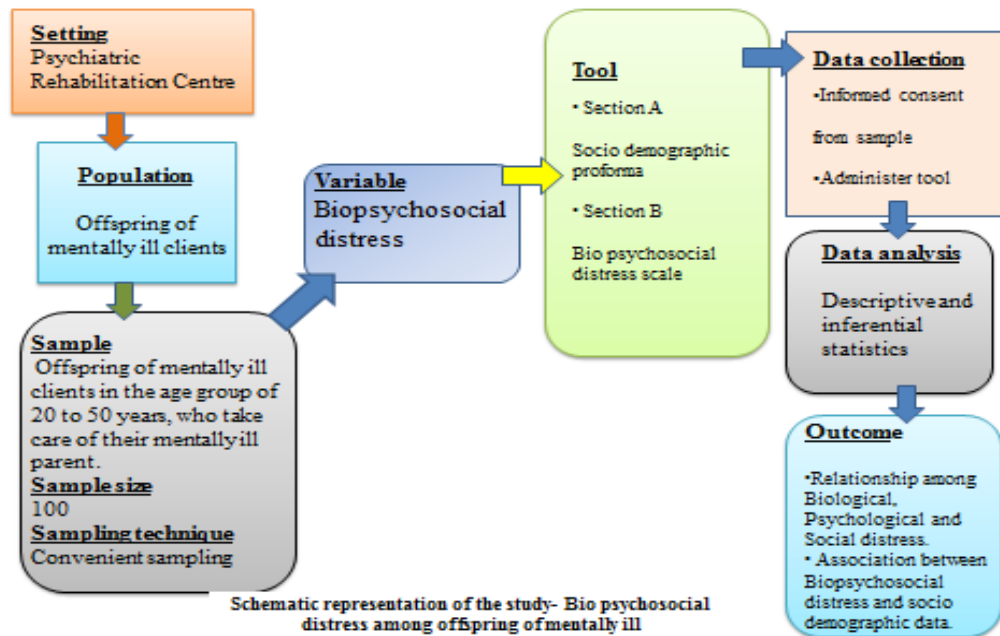 Setting
Psychiatric
Rehabilitation Centre
Population
Offspring of
mentally ill clients
Sample
Offspring of mentally ill
clients in the age group of
20 to 50 years, who take
care of their mentally ill
parent.
Sample size
100
Sampling technique
Convenient sampling
Variable
Biopsychosocial
distress
Tool
• Section A
Socio demographic
proforma
• Section B
Bio psychosocial
distress scale
Data collection
•Informed consent
from sample
•Administer tool
Data analysis
Descriptive and
inferential
statistics
Outcome
•Relationship among
Biological,
Psychological and
Social distress.
• Association between
Biopsychosocial
distress and socio
demographic data.
Schematic representation of the study- Bio psychosocial
distress among offspring of mentally ill